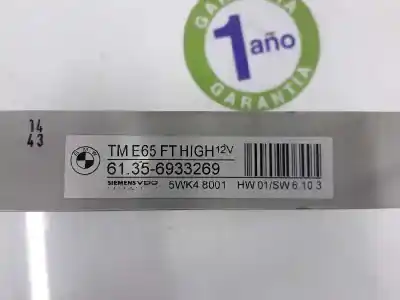 1 año
GARANTIA
14
43
TM E65 FT HIGH 12V
61.35-6933269
SIEMENS VDO 5WK4 8001 HW 01/SW 6.10 3